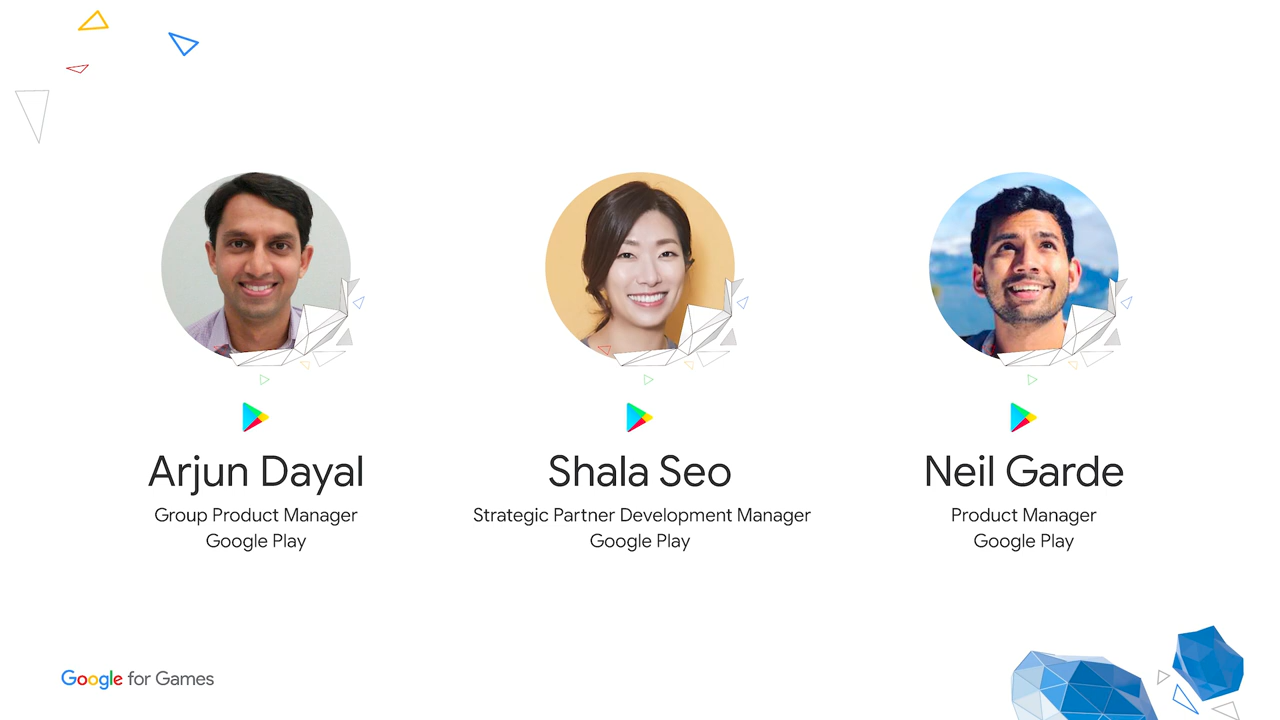 Arjun Dayal
Group Product Manager
Google Play
Shala Seo
Strategic Partner Development Manager
Google Play
Neil Garde
Product Manager
Google Play
Google for Games